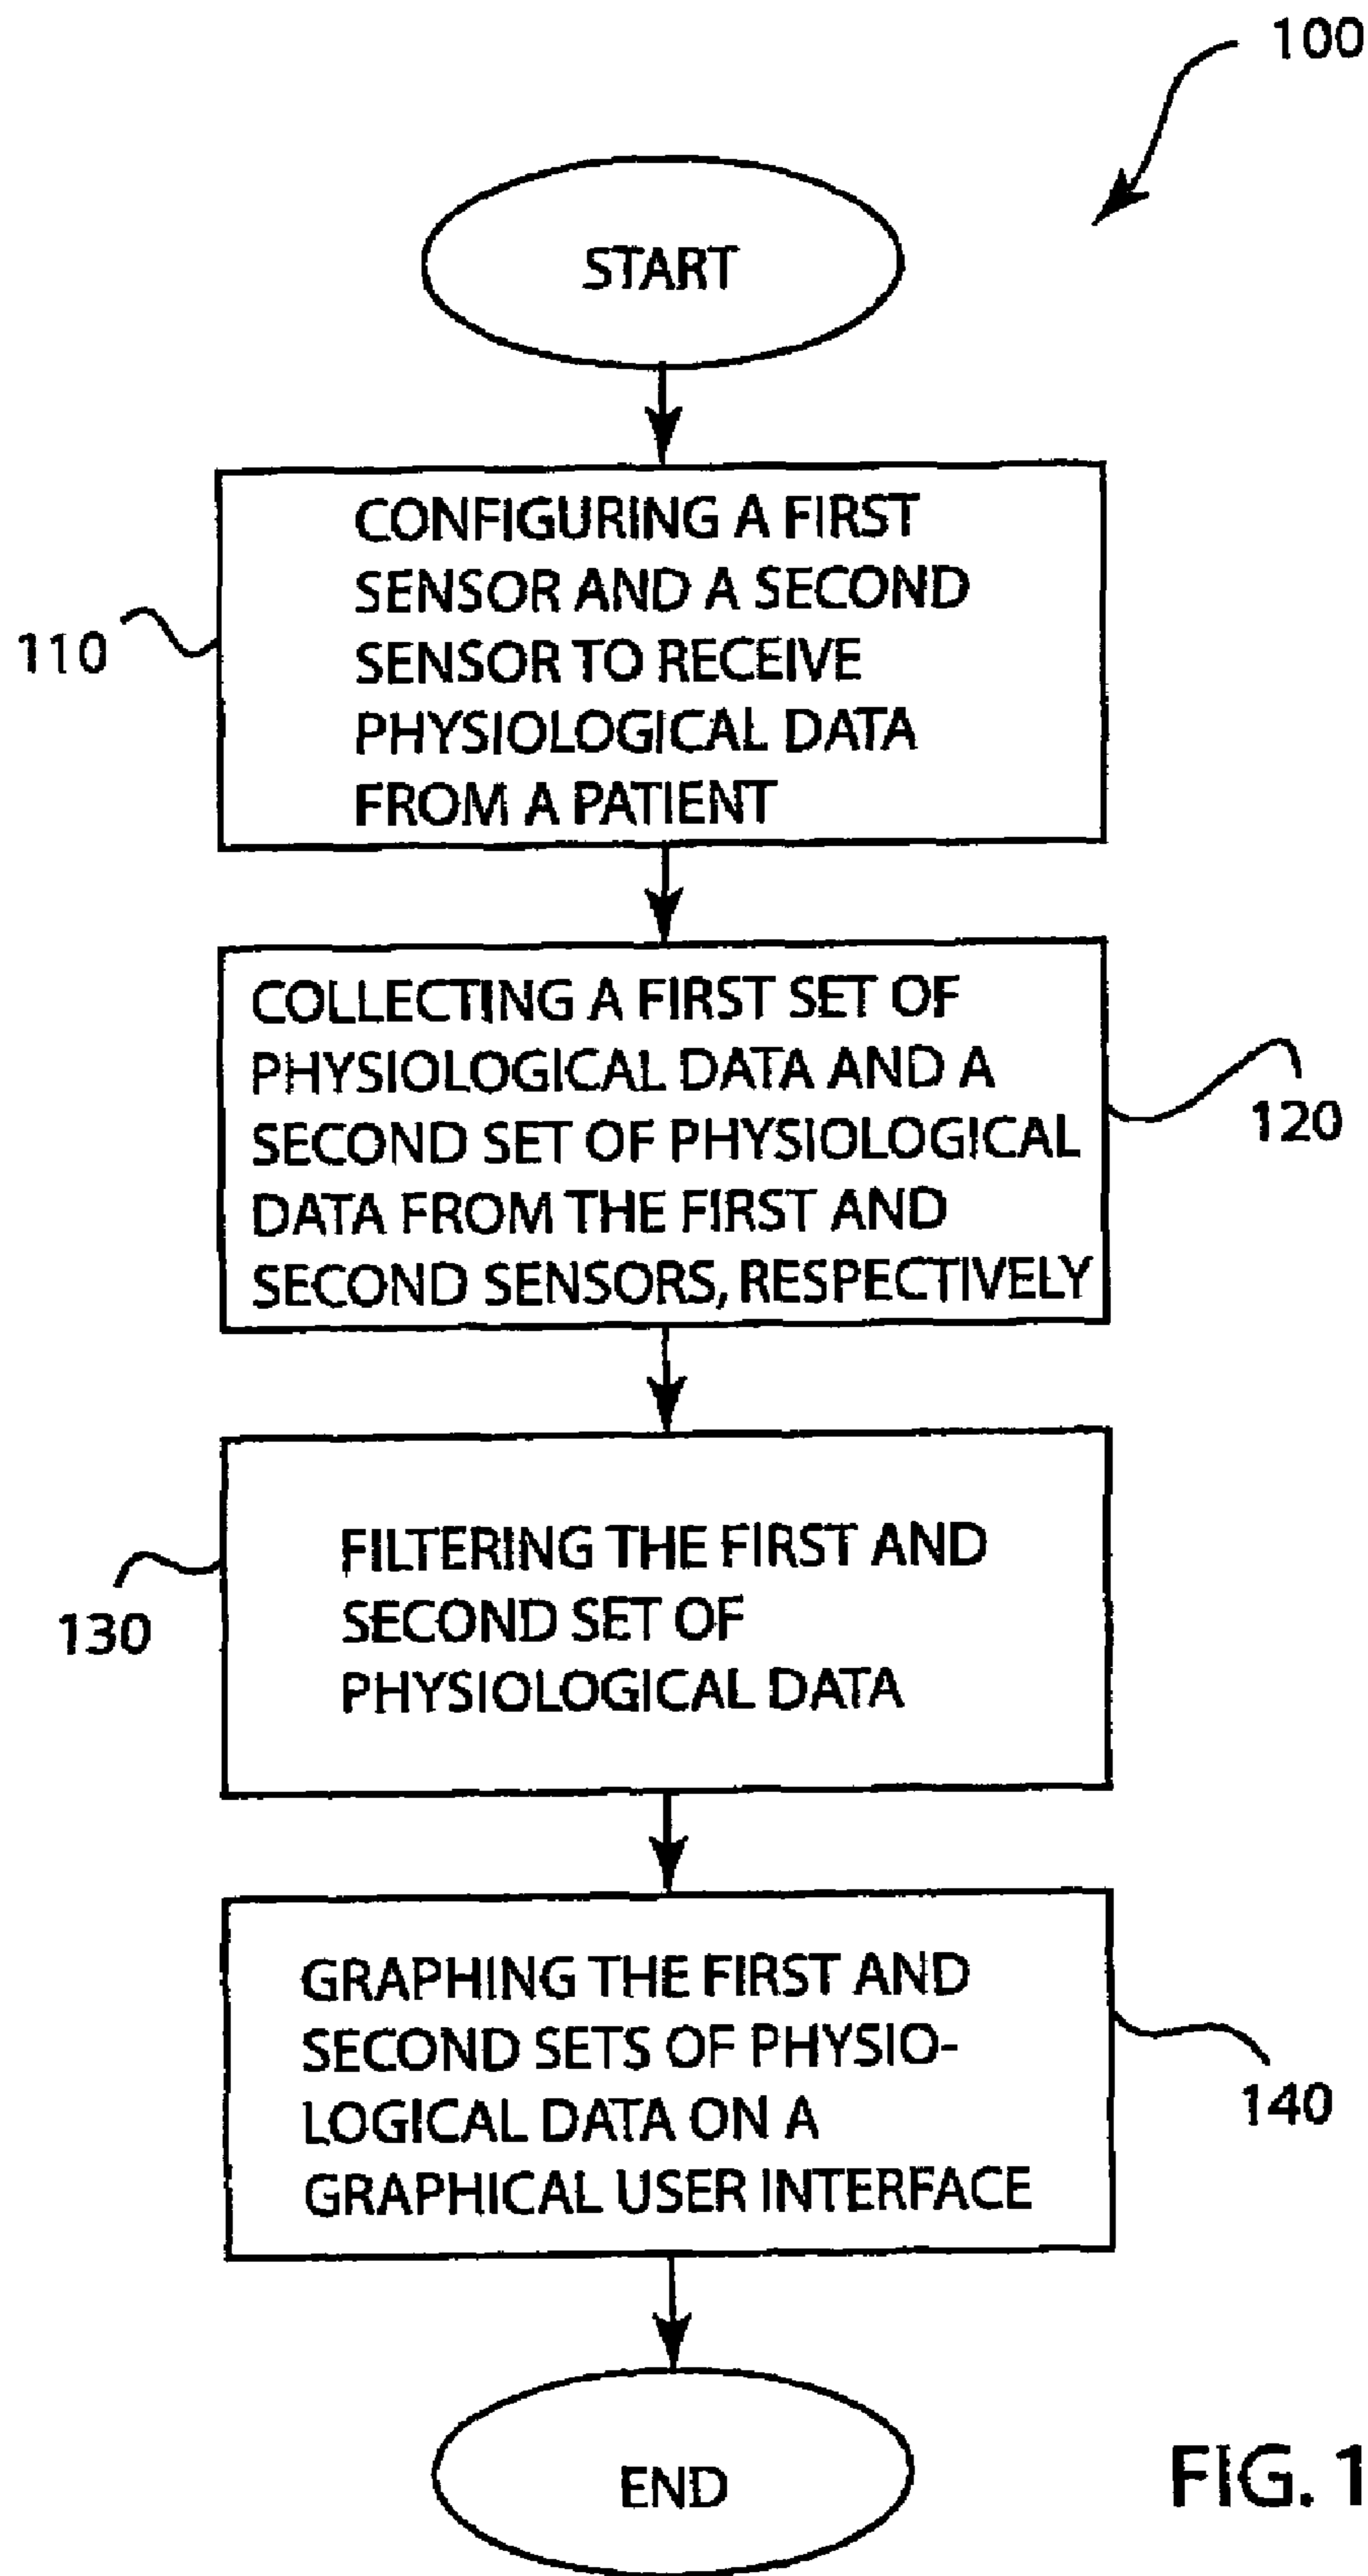 100
START
CONFIGURING A FIRST
SENSOR AND A SECOND
SENSOR TO RECEIVE
PHYSIOLOGICAL DATA
FROM A PATIENT
110
COLLECTING A FIRST SET OF
PHYSIOLOGICAL DATA AND A
SECOND SET OF PHYSIOLOGICAL
DATA FROM THE FIRST AND
SECOND SENSORS, RESPECTIVELY
120
FILTERING THE FIRST AND
SECOND SET OF
PHYSIOLOGICAL DATA
130
GRAPHING THE FIRST AND
SECOND SETS OF PHYSIO-
LOGICAL DATA ON A
GRAPHICAL USER INTERFACE
140
END
FIG. 1